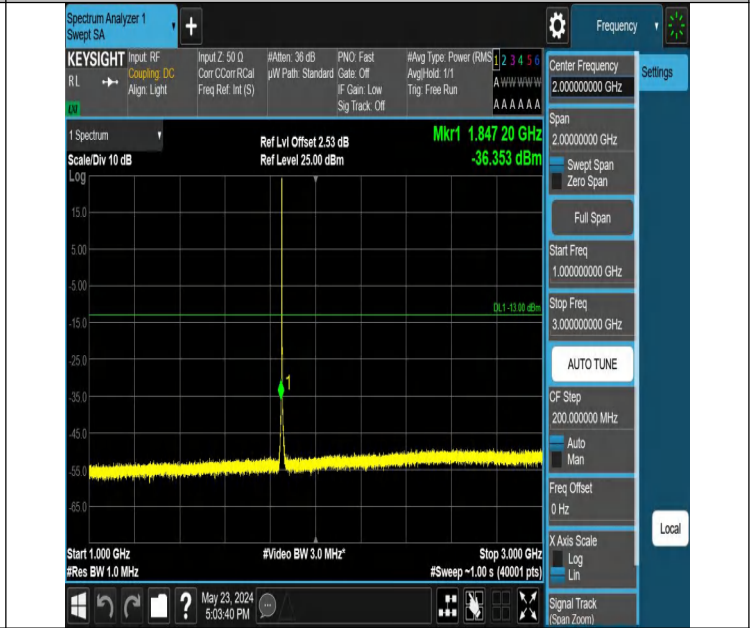 Spectrum Analyzer 1
Swept SA
Frequency
KEYSIGHT
RL
Input: RF
Coupling: DC
Align: Light
Input Z: 50 Ω
Corr CCorr RCal
Freq Ref: Int (S)
#Atten: 36 dB
µW Path: Standard
PNO: Fast
Gate: Off
IF Gain: Low
Sig Track: Off
#Avg Type: Power (RMS
Avg|Hold: 1/1
Trig: Free Run
1 2 3 4 5 6
A W W W W W
A A A A A A
1 Spectrum
Scale/Div 10 dB
Ref Lvl Offset 2.53 dB
Ref Level 25.00 dBm
Mkr1 1.847 20 GHz
-36.353 dBm
Log
15.0
5.00
-5.00
-15.0
-25.0
-35.0
-45.0
-55.0
-65.0
DL1 -13.00 dBm
1
Start 1.000 GHz
#Res BW 1.0 MHz
#Video BW 3.0 MHz*
Stop 3.000 GHz
#Sweep ~1.00 s (40001 pts)
Center Frequency
2.000000000 GHz
Settings
Span
2.00000000 GHz
Swept Span
Zero Span
Full Span
Start Freq
1.000000000 GHz
Stop Freq
3.000000000 GHz
AUTO TUNE
CF Step
200.000000 MHz
Auto
Man
Freq Offset
0 Hz
X Axis Scale
Log
Lin
Local
Signal Track
(Span Zoom)
?
May 23, 2024
5:03:40 PM